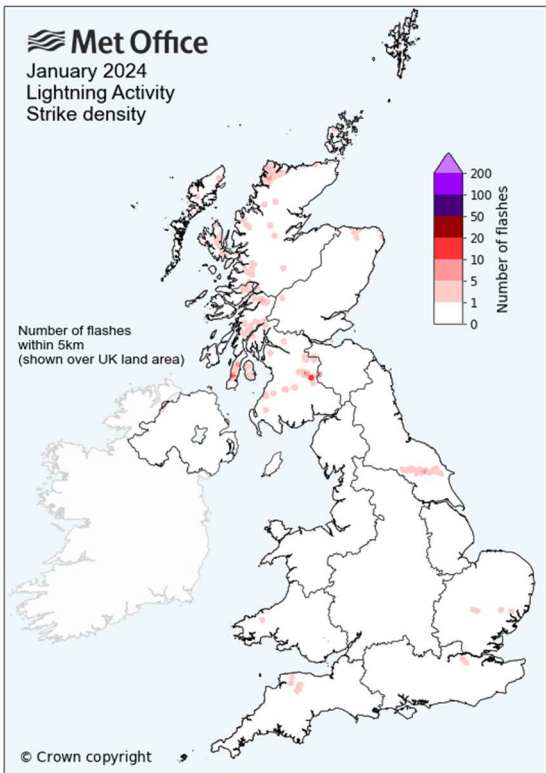 Met Office
January 2024
Lightning Activity
Strike density
200
100
50
20
10
5
1
0
Number of flashes
Number of flashes
within 5km
(shown over UK land area)
© Crown copyright